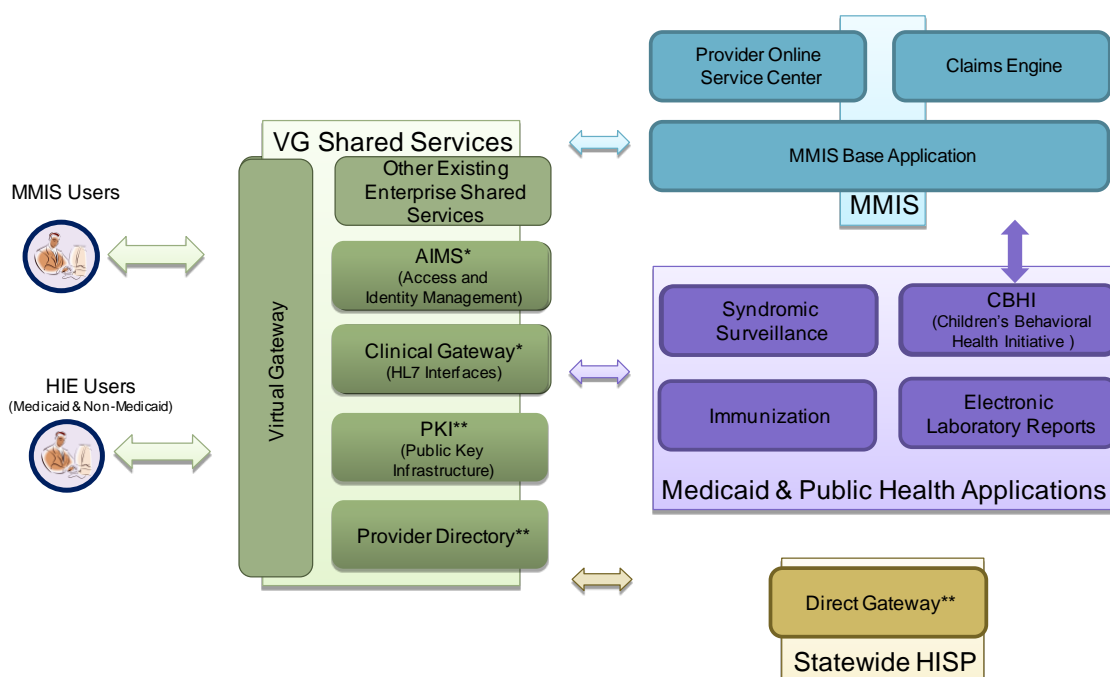 MMIS Users
HIE Users
(Medicaid & Non-Medicaid)
VG Shared Services
Virtual Gateway
Other Existing
Enterprise Shared
Services
AIMS*
(Access and
Identity Management)
Clinical Gateway*
(HL7 Interfaces)
PKI**
(Public Key
Infrastructure)
Provider Directory**
Provider Online
Service Center
Claims Engine
MMIS Base Application
MMIS
Syndromic
Surveillance
CBHI
(Children's Behavioral
Health Initiative )
Immunization
Electronic
Laboratory Reports
Medicaid & Public Health Applications
Direct Gateway**
Statewide HISP